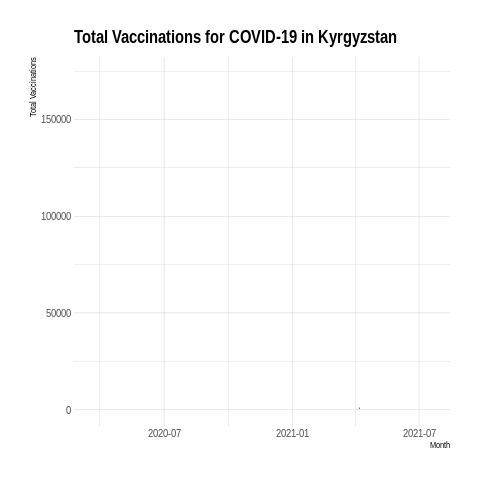 Total Vaccinations for COVID-19 in Kyrgyzstan
Total Vaccinations
150000
100000
50000
0
2020-07 2021-01 2021-07
Month